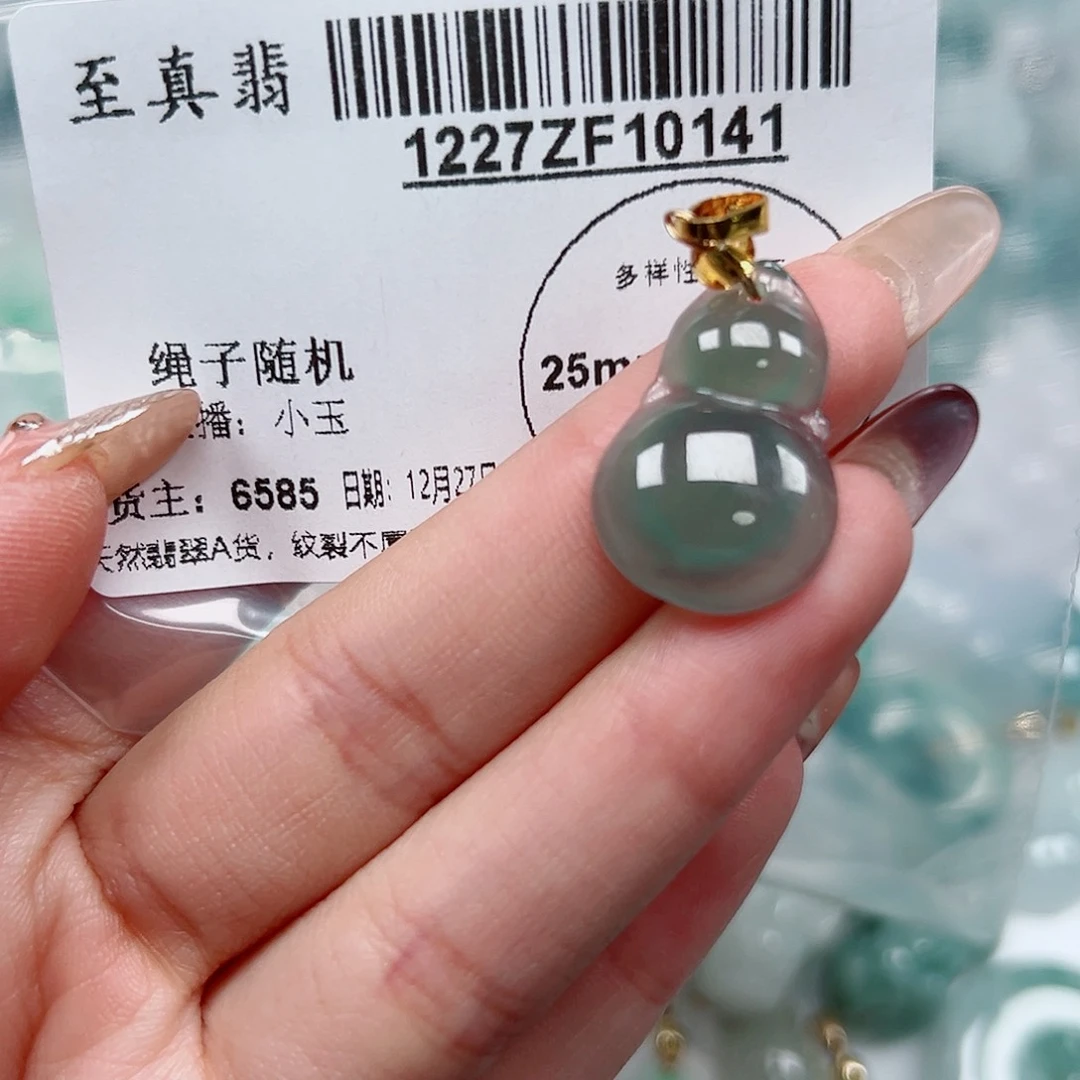 至真翡
1227ZF10141
多样性
25m
绳子随机
播：小玉
货主：6585 日期：12月27日
天然翡翠A货，纹裂不